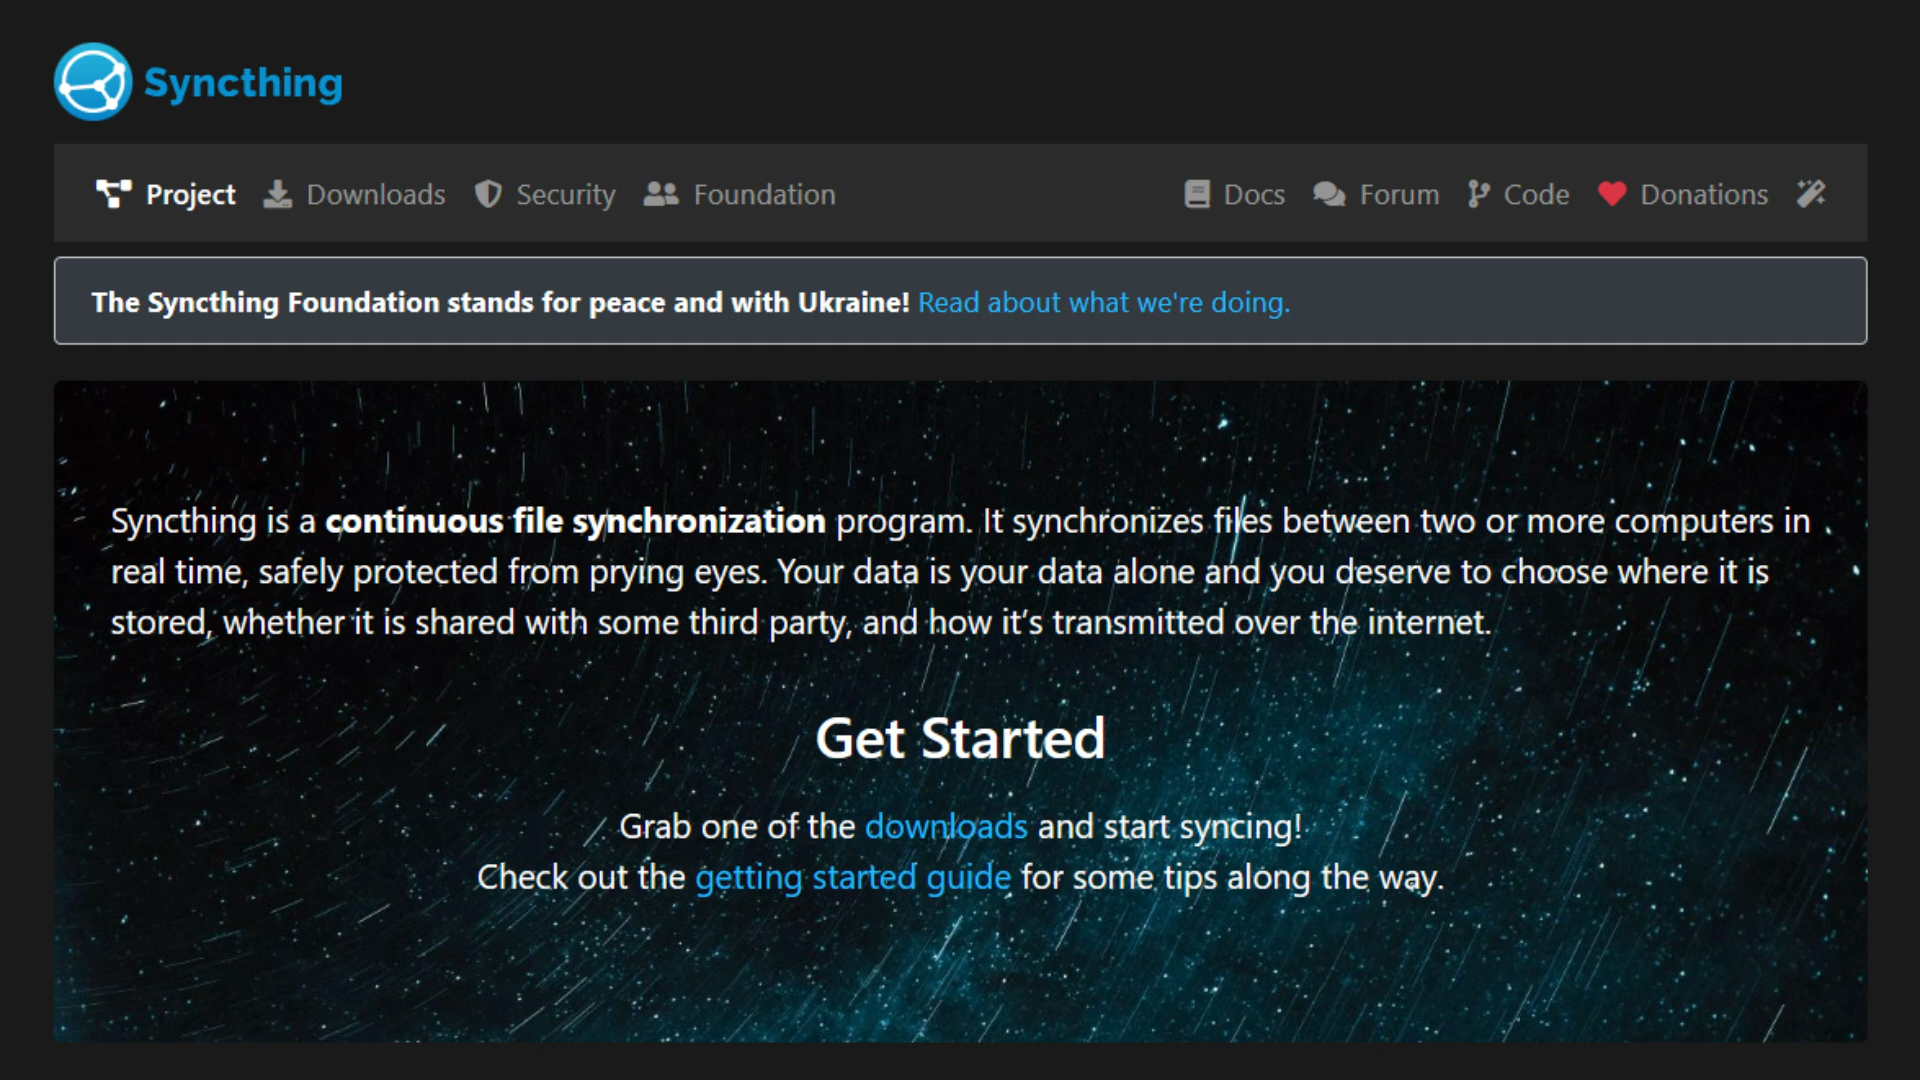 Syncthing
Project Downloads Security Foundation Docs Forum Code Donations
The Syncthing Foundation stands for peace and with Ukraine! Read about what we're doing.
Syncthing is a continuous file synchronization program. It synchronizes files between two or more computers in
real time, safely protected from prying eyes. Your data is your data alone and you deserve to choose where it is
stored, whether it is shared with some third party, and how it’s transmitted over the internet.
Get Started
Grab one of the downloads and start syncing!
Check out the getting started guide for some tips along the way.